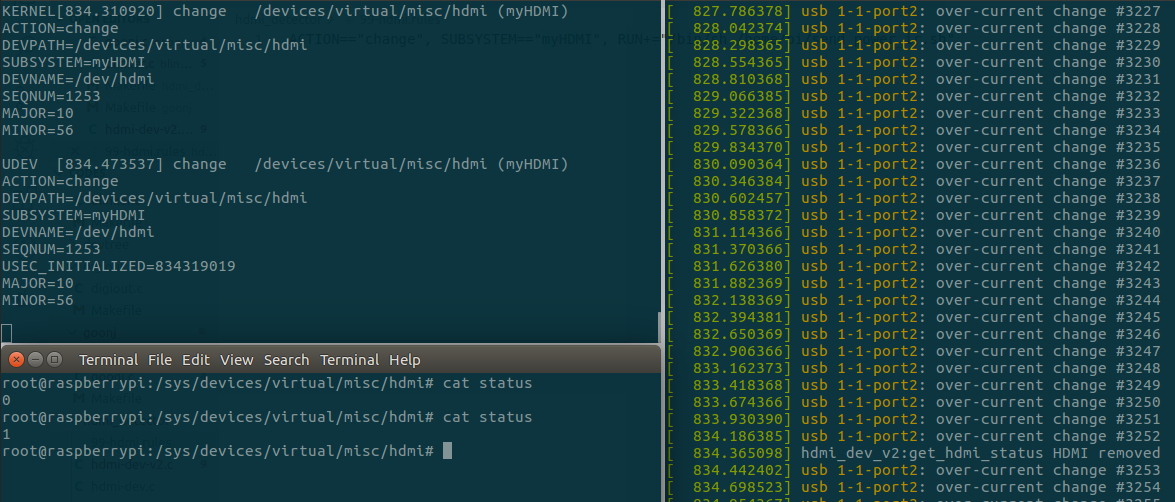 KERNEL[834.310920] change   /devices/virtual/misc/hdmi (myHDMI)
ACTION=change
DEVPATH=/devices/virtual/misc/hdmi
SUBSYSTEM=myHDMI
DEVNAME=/dev/hdmi
SEQNUM=1253
MAJOR=10
MINOR=56
UDEV  [834.473537] change   /devices/virtual/misc/hdmi (myHDMI)
ACTION=change
DEVPATH=/devices/virtual/misc/hdmi
SUBSYSTEM=myHDMI
DEVNAME=/dev/hdmi
SEQNUM=1253
USEC_INITIALIZED=834319019
MAJOR=10
MINOR=56
Terminal File Edit View Search Terminal Help
root@raspberrypi:/sys/devices/virtual/misc/hdmi# cat status
0
root@raspberrypi:/sys/devices/virtual/misc/hdmi# cat status
1
root@raspberrypi:/sys/devices/virtual/misc/hdmi#
[  827.786378] usb 1-1-port2: over-current change #3227
[  828.042374] usb 1-1-port2: over-current change #3228
[  828.298365] usb 1-1-port2: over-current change #3229
[  828.554365] usb 1-1-port2: over-current change #3230
[  828.810368] usb 1-1-port2: over-current change #3231
[  829.066385] usb 1-1-port2: over-current change #3232
[  829.322368] usb 1-1-port2: over-current change #3233
[  829.578366] usb 1-1-port2: over-current change #3234
[  829.834370] usb 1-1-port2: over-current change #3235
[  830.090364] usb 1-1-port2: over-current change #3236
[  830.346384] usb 1-1-port2: over-current change #3237
[  830.602457] usb 1-1-port2: over-current change #3238
[  830.858372] usb 1-1-port2: over-current change #3239
[  831.114366] usb 1-1-port2: over-current change #3240
[  831.370366] usb 1-1-port2: over-current change #3241
[  831.626380] usb 1-1-port2: over-current change #3242
[  831.882369] usb 1-1-port2: over-current change #3243
[  832.138369] usb 1-1-port2: over-current change #3244
[  832.394381] usb 1-1-port2: over-current change #3245
[  832.650369] usb 1-1-port2: over-current change #3246
[  832.906366] usb 1-1-port2: over-current change #3247
[  833.162373] usb 1-1-port2: over-current change #3248
[  833.418368] usb 1-1-port2: over-current change #3249
[  833.674366] usb 1-1-port2: over-current change #3250
[  833.930390] usb 1-1-port2: over-current change #3251
[  834.186385] usb 1-1-port2: over-current change #3252
[  834.365098] hdmi_dev_v2:get_hdmi_status HDMI removed
[  834.442402] usb 1-1-port2: over-current change #3253
[  834.698523] usb 1-1-port2: over-current change #3254